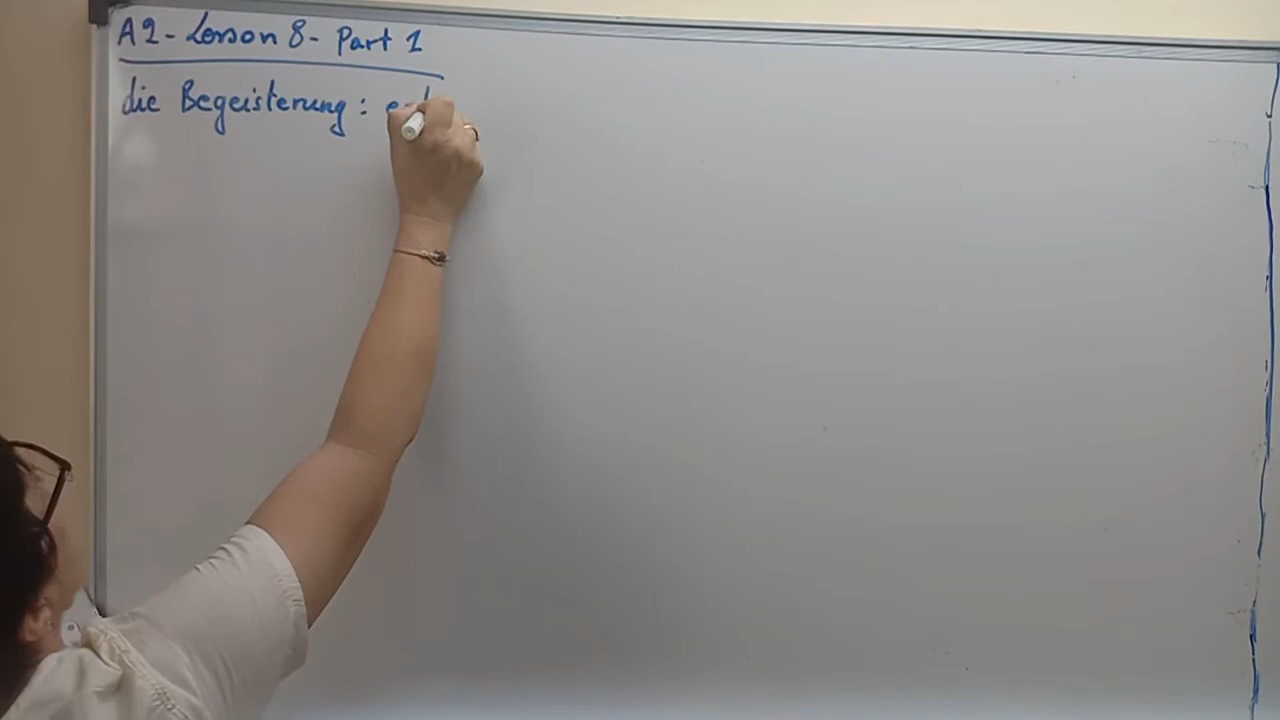 A2 - Lesson 8 - Part 1
die Begeisterung :